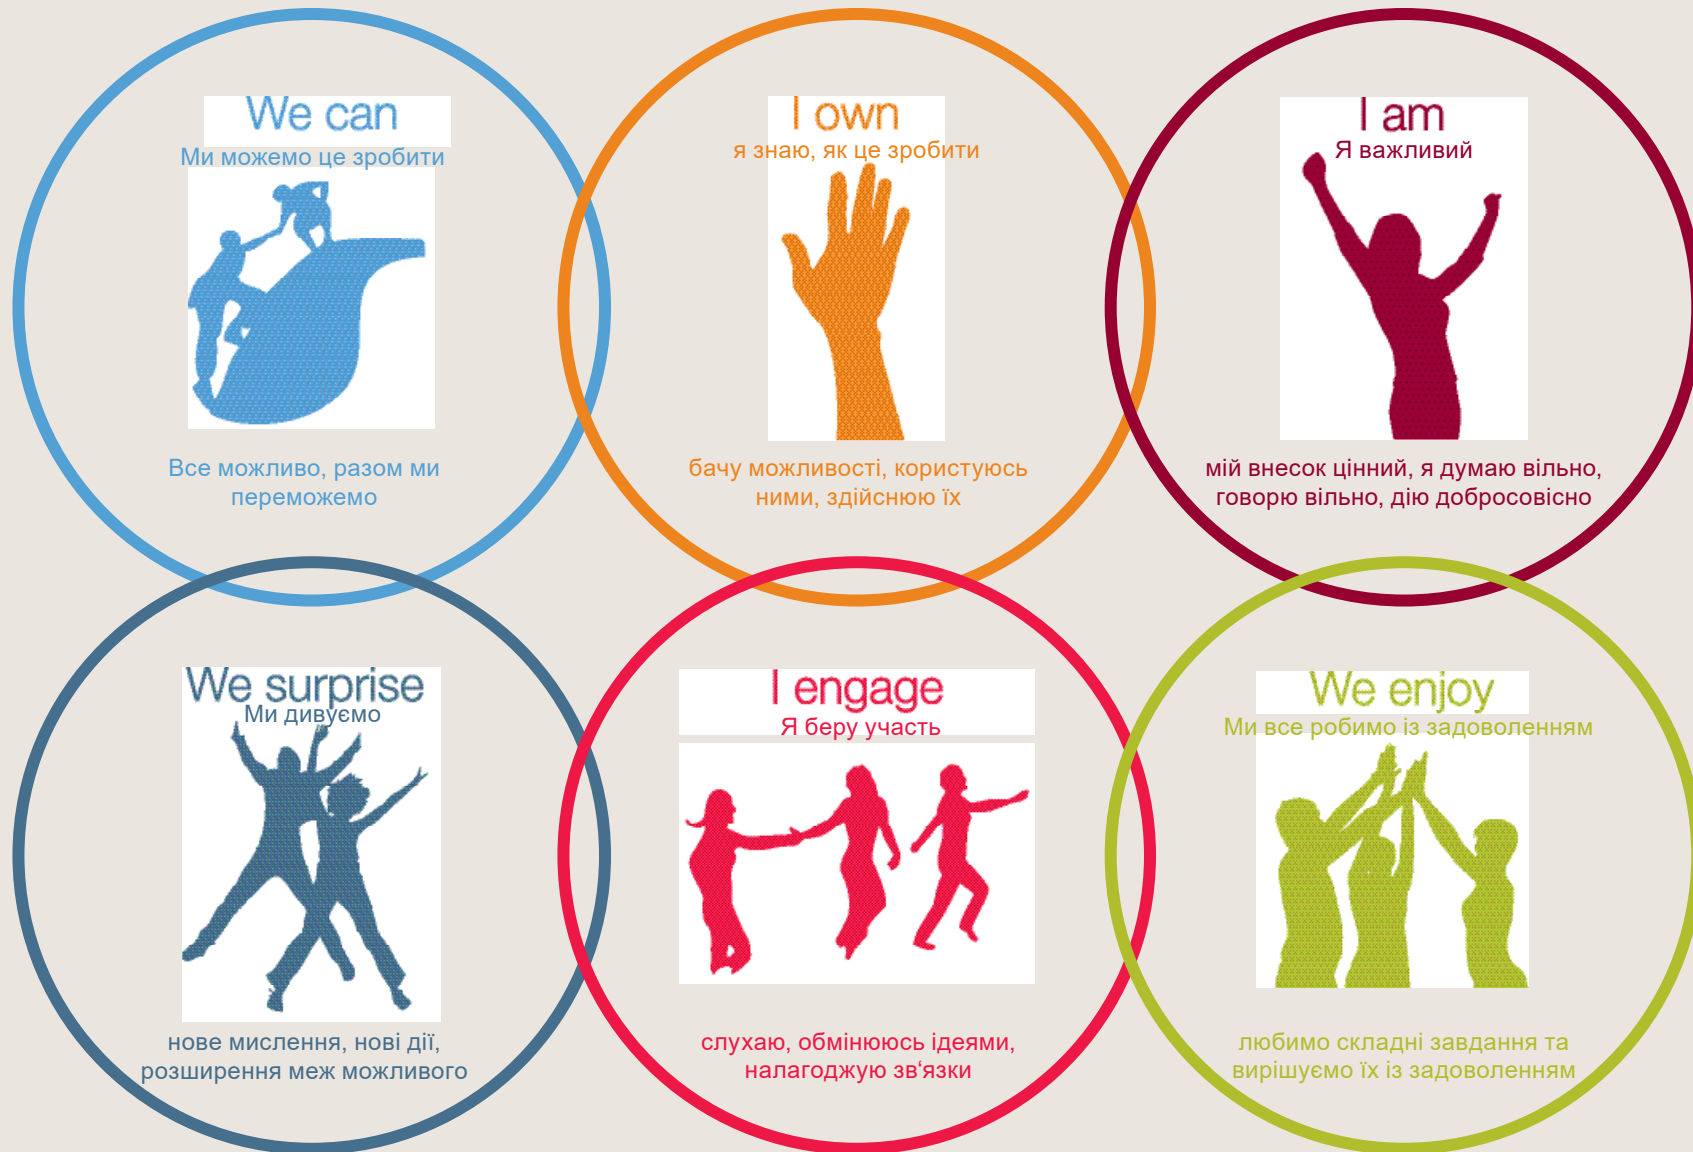 We can
Ми можемо це зробити
Все можливо, разом ми
переможемо
I own
я знаю, як це зробити
бачу можливості, користуюсь
ними, здійснюю їх
I am
Я важливий
мій внесок цінний, я думаю вільно,
говорю вільно, дію добросовісно
We surprise
Ми дивуємо
нове мислення, нові дії,
розширення меж можливого
I engage
Я беру участь
слухаю, обмінююсь ідеями,
налагоджую зв‘язки
We enjoy
Ми все робимо із задоволенням
любимо складні завдання та
вирішуємо їх із задоволенням